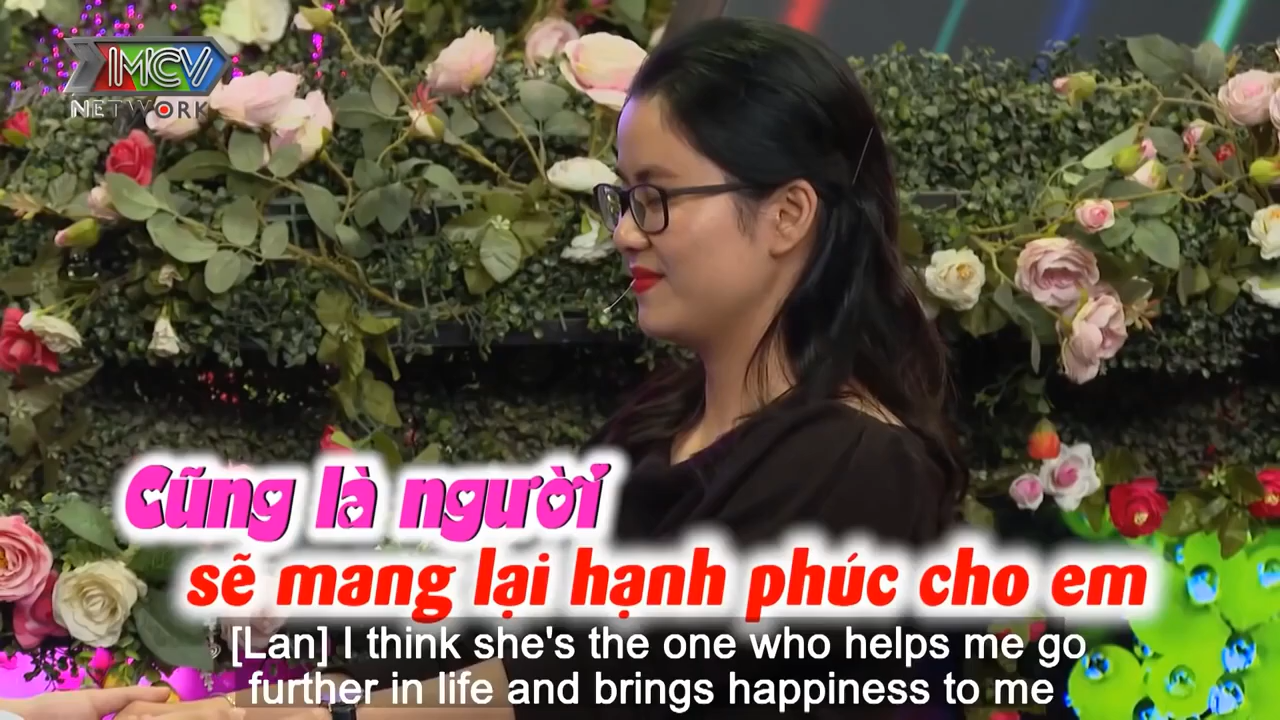 MCV
NETWORK
Cũng là người
sẽ mang lại hạnh phúc cho em
[Lan] I think she's the one who helps me go
further in life and brings happiness to me